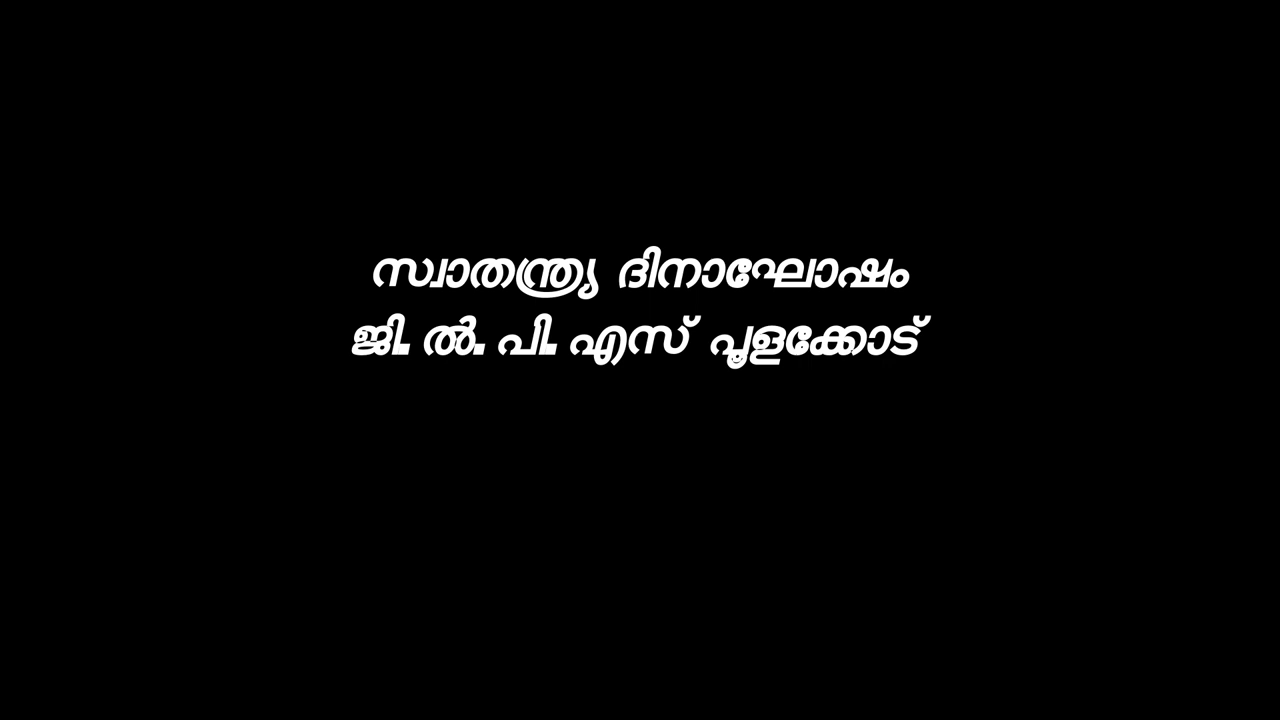 സ്വാതന്ത്ര്യ ദിനാഘോഷം
ജി. ൽ. പി. എസ് പൂളക്കോട്